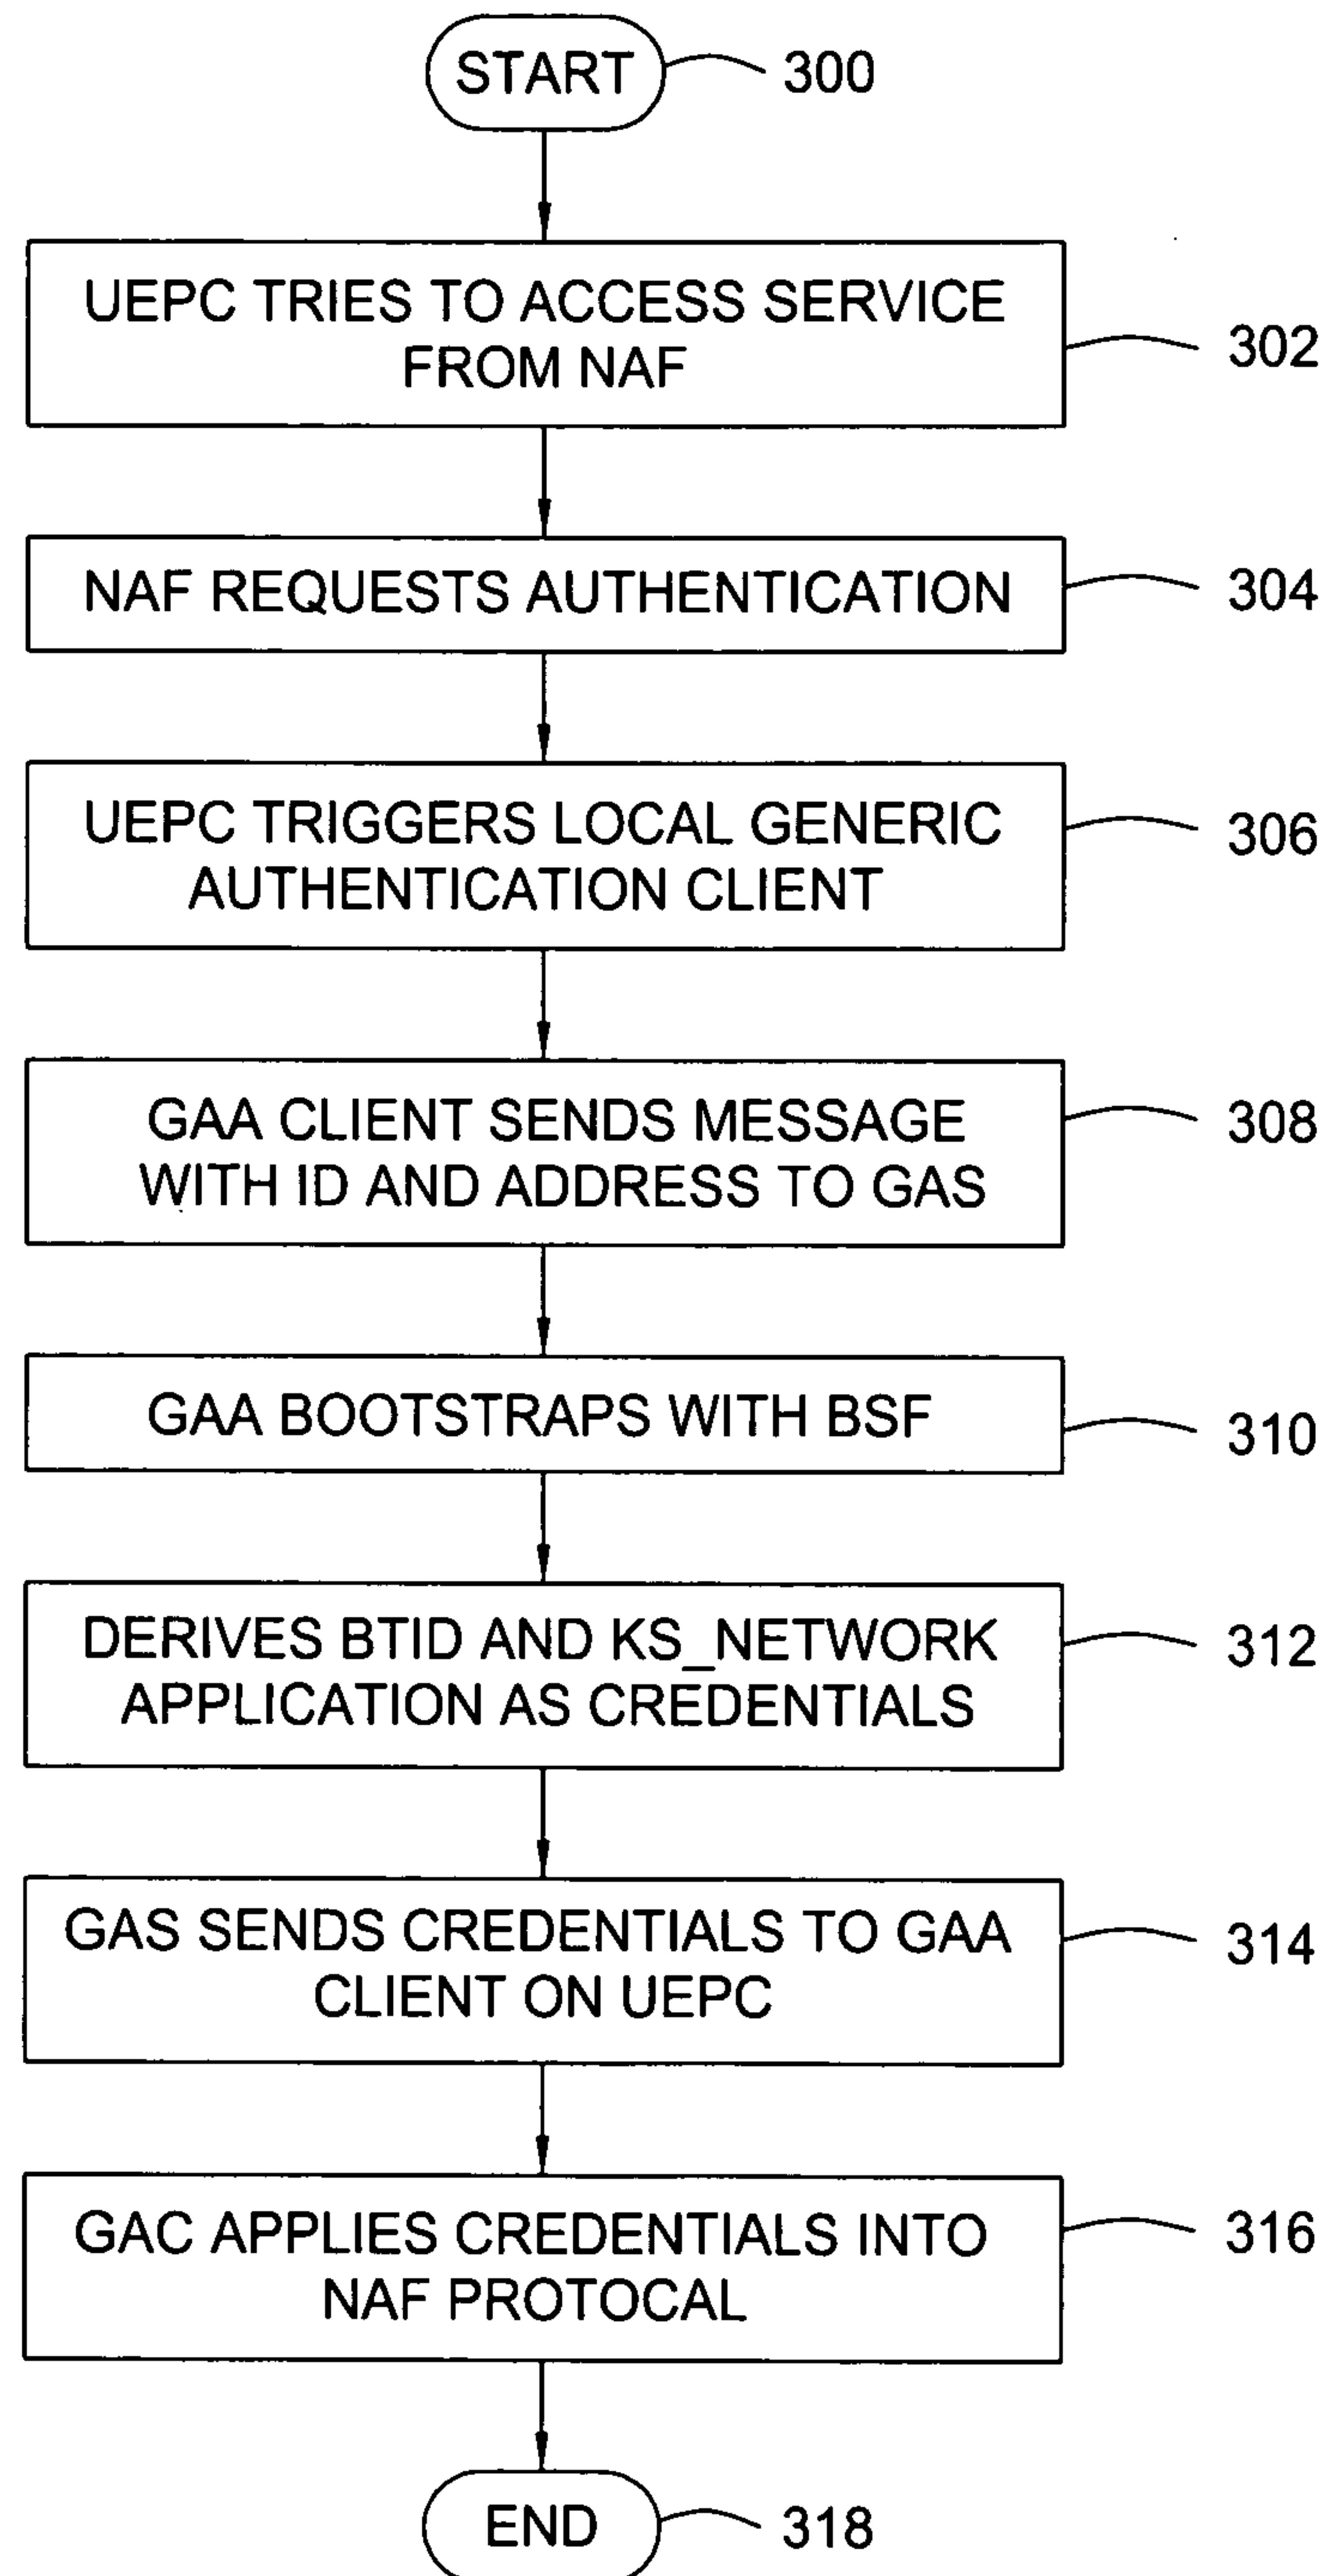 START
300
UEPC TRIES TO ACCESS SERVICE
FROM NAF
302
NAF REQUESTS AUTHENTICATION
304
UEPC TRIGGERS LOCAL GENERIC
AUTHENTICATION CLIENT
306
GAA CLIENT SENDS MESSAGE
WITH ID AND ADDRESS TO GAS
308
GAA BOOTSTRAPS WITH BSF
310
DERIVES BTID AND KS_NETWORK
APPLICATION AS CREDENTIALS
312
GAS SENDS CREDENTIALS TO GAA
CLIENT ON UEPC
314
GAC APPLIES CREDENTIALS INTO
NAF PROTOCAL
316
END
318